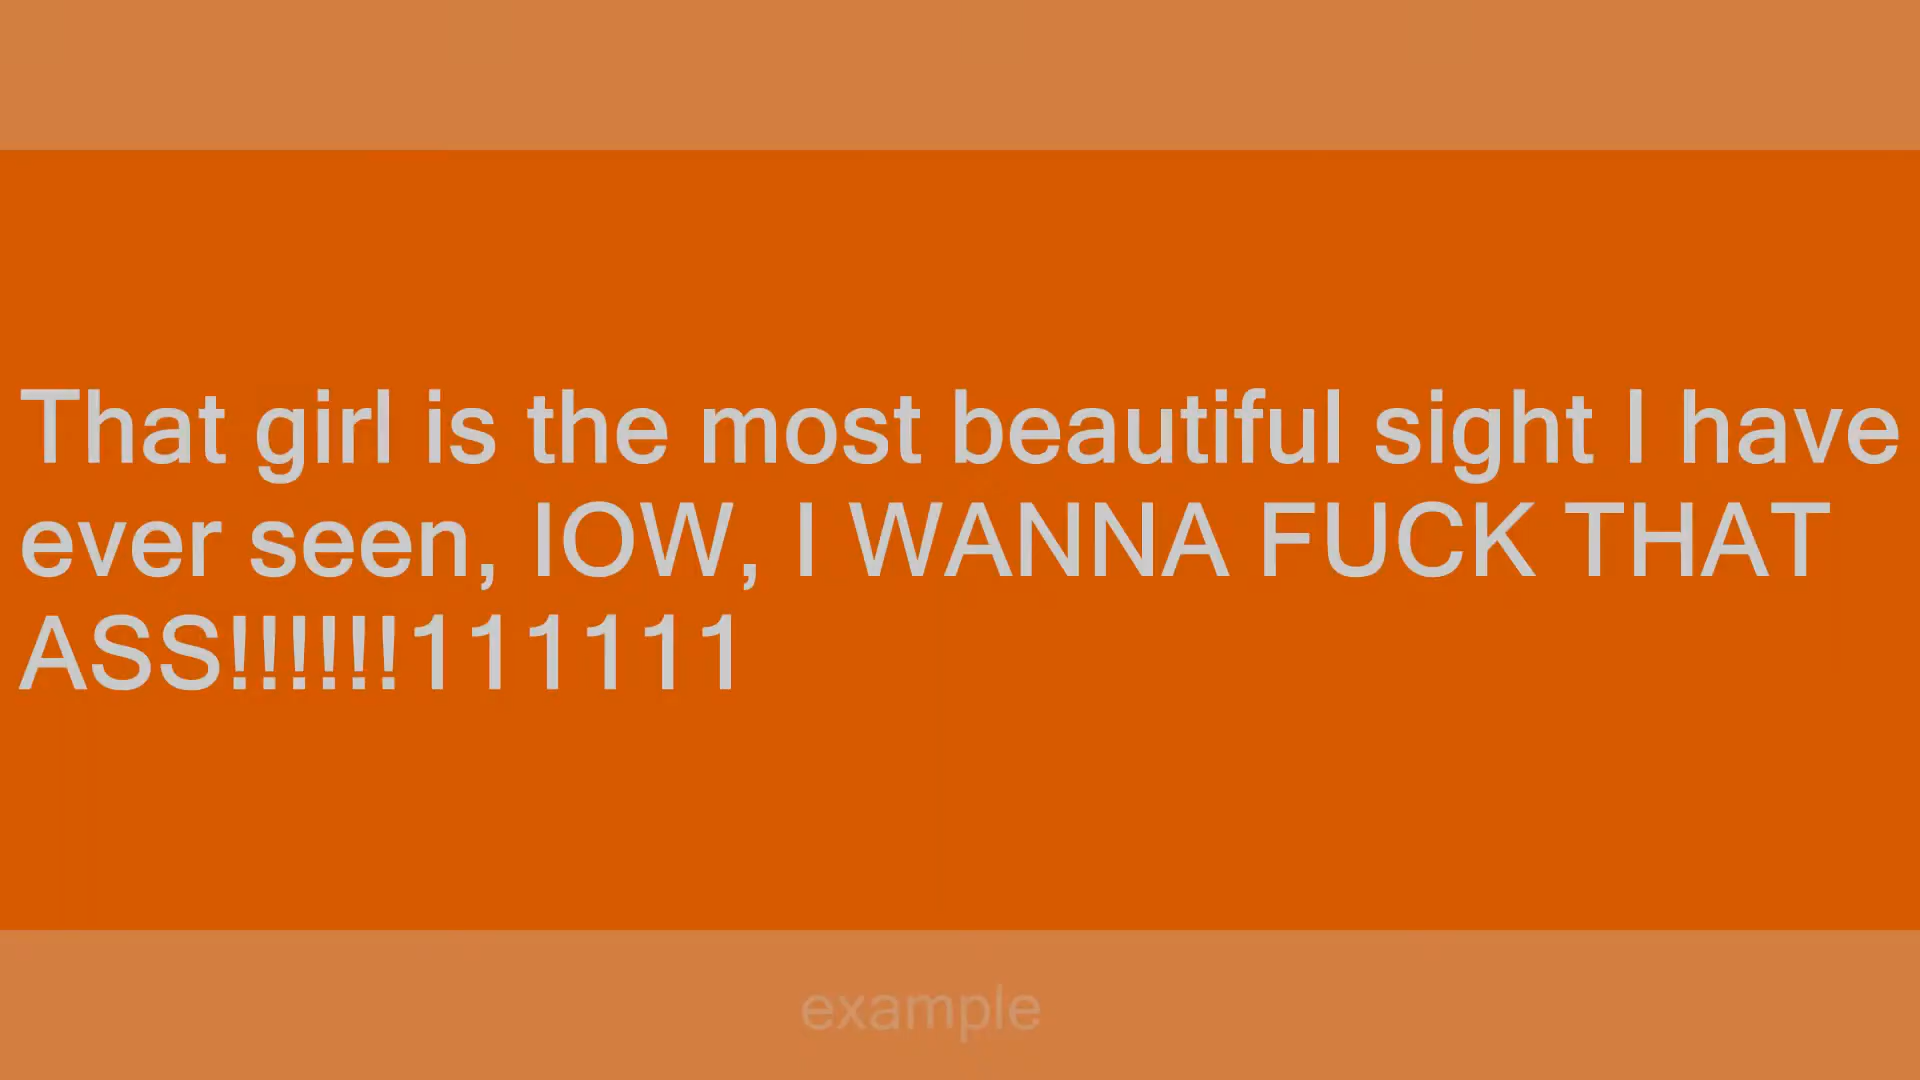 That girl is the most beautiful sight I have
ever seen, IOW, I WANNA FUCK THAT
ASS!!!!!!111111
example